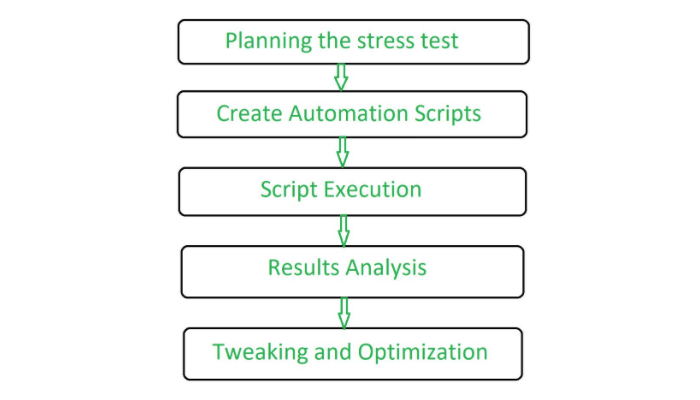 Planning the stress test
Create Automation Scripts
Script Execution
Results Analysis
Tweaking and Optimization